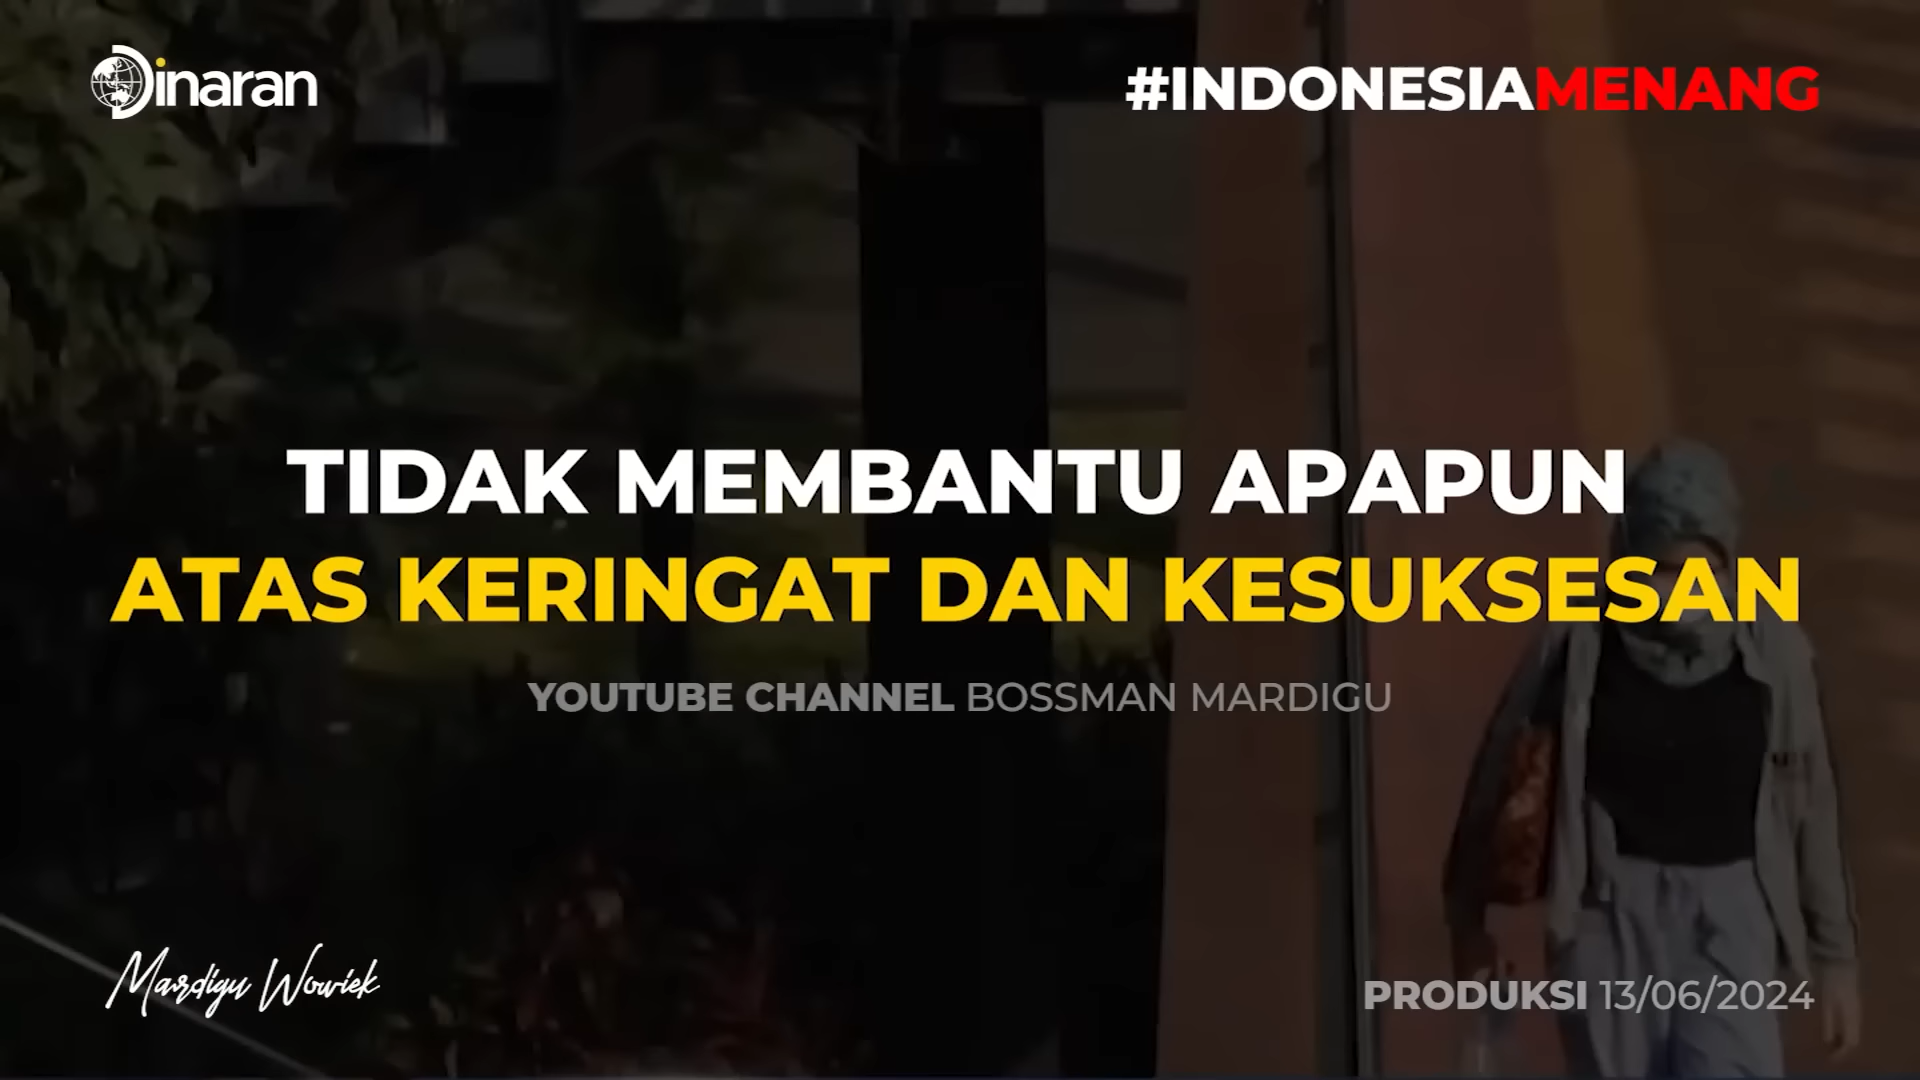 Dinaran
#INDONESIAMENANG
TIDAK MEMBANTU APAPUN
ATAS KERINGAT DAN KESUKSESAN
YOUTUBE CHANNEL BOSSMAN MARDIGU
Mardigu Wowiek
PRODUKSI 13/06/2024